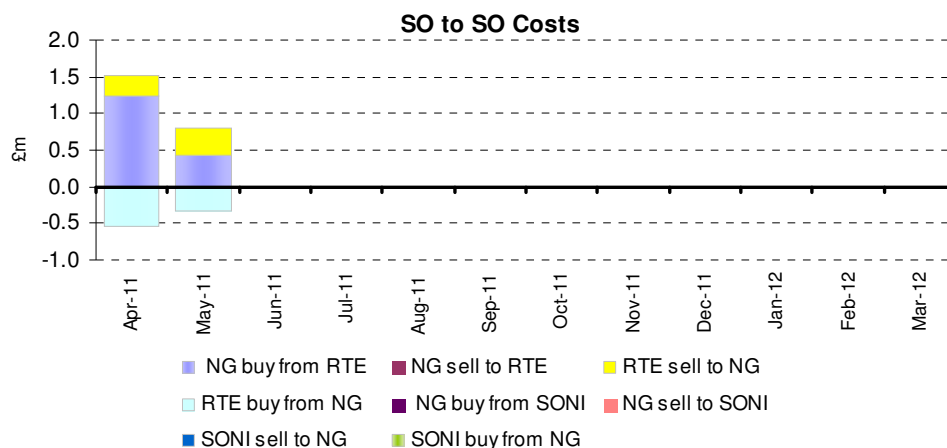 SO to SO Costs
2.0
1.5
1.0
0.5
0.0
-0.5
-1.0
£m
Apr-11
May-11
Jun-11
Jul-11
Aug-11
Sep-11
Oct-11
Nov-11
Dec-11
Jan-12
Feb-12
Mar-12
NG buy from RTE NG sell to RTE RTE sell to NG
RTE buy from NG NG buy from SONI NG sell to SONI
SONI sell to NG SONI buy from NG